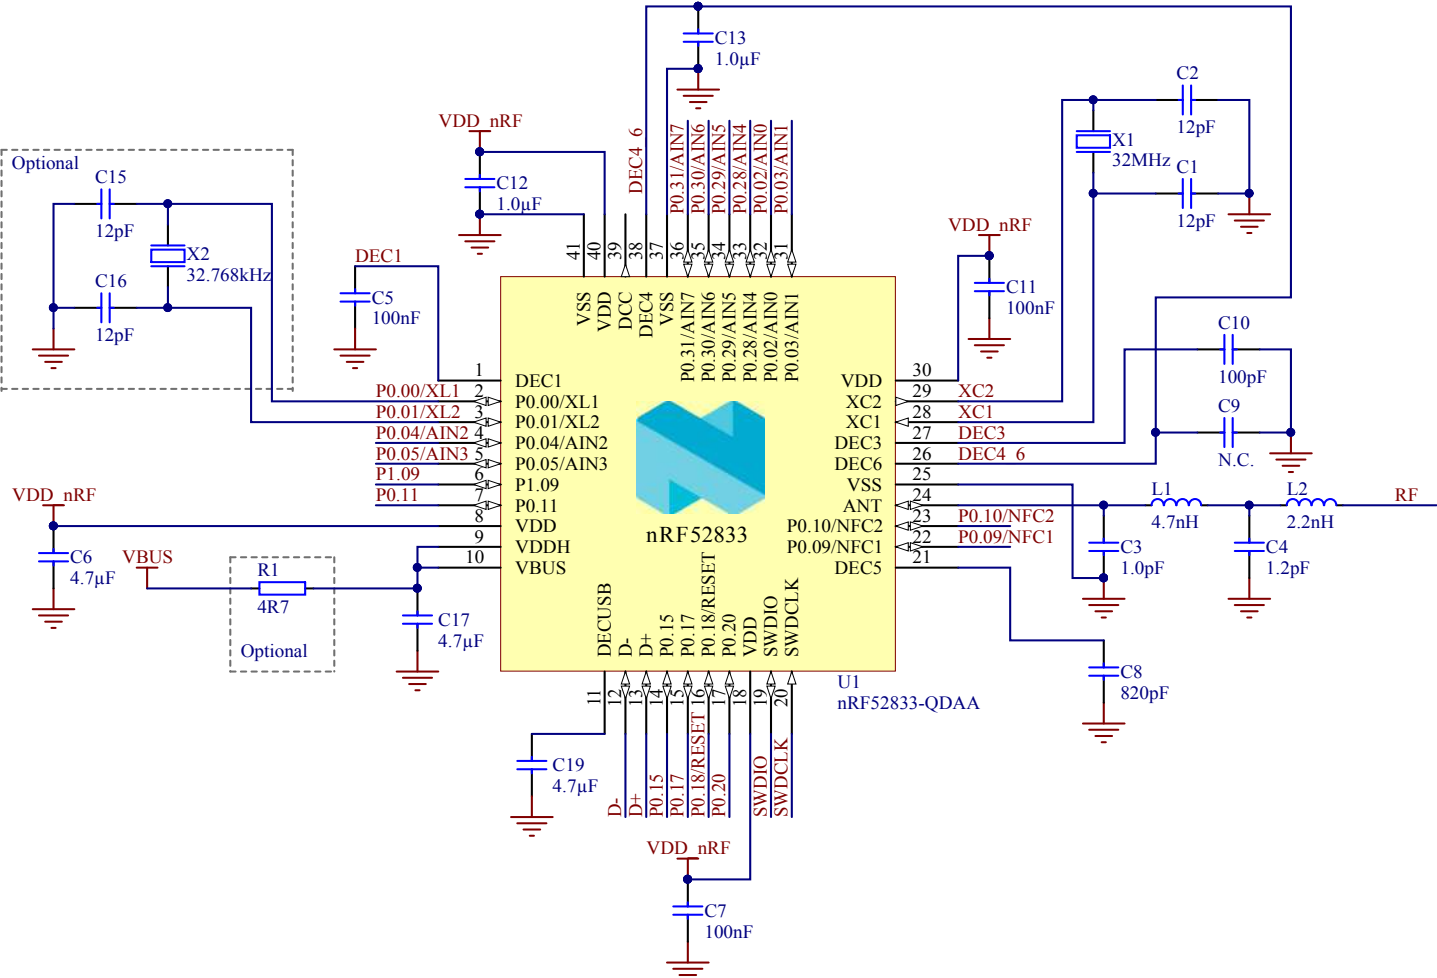 C13
1.0µF
C2
12pF
X1
32MHz
C1
12pF
VDD_nRF
C12
1.0µF
DEC4_6
P0.31/AIN7
P0.30/AIN6
P0.29/AIN5
P0.28/AIN4
P0.02/AIN0
P0.03/AIN1
Optional
C15
12pF
X2
32.768kHz
C16
12pF
DEC1
C5
100nF
VDD_nRF
C11
100nF
C10
100pF
C9
N.C.
41
40
39
38
37
36
35
34
33
32
31
VSS
VDD
DCC
DEC4
VSS
P0.31/AIN7
P0.30/AIN6
P0.29/AIN5
P0.28/AIN4
P0.02/AIN0
P0.03/AIN1
1 DEC1
P0.00/XL1 2 P0.00/XL1
P0.01/XL2 3 P0.01/XL2
P0.04/AIN2 4 P0.04/AIN2
P0.05/AIN3 5 P0.05/AIN3
P1.09 6 P1.09
P0.11 7 P0.11
8 VDD
9 VDDH
10 VBUS
VDD 30
XC2 29 XC2
XC1 28 XC1
DEC3 27 DEC3
DEC6 26 DEC4_6
VSS 25
ANT 24
P0.10/NFC2 23 P0.10/NFC2
P0.09/NFC1 22 P0.09/NFC1
DEC5 21
nRF52833
L1
4.7nH
L2
2.2nH
RF
C3
1.0pF
C4
1.2pF
C8
820pF
VDD_nRF
C6
4.7µF
VBUS
R1
4R7
Optional
C17
4.7µF
DECUSB
D-
D+
P0.15
P0.17
P0.18/RESET
P0.20
VDD
SWDIO
SWDCLK
U1
nRF52833-QDAA
11
12
13
14
15
16
17
18
19
20
C19
4.7µF
D-
D+
P0.15
P0.17
P0.18/RESET
P0.20
SWDIO
SWDCLK
VDD_nRF
C7
100nF